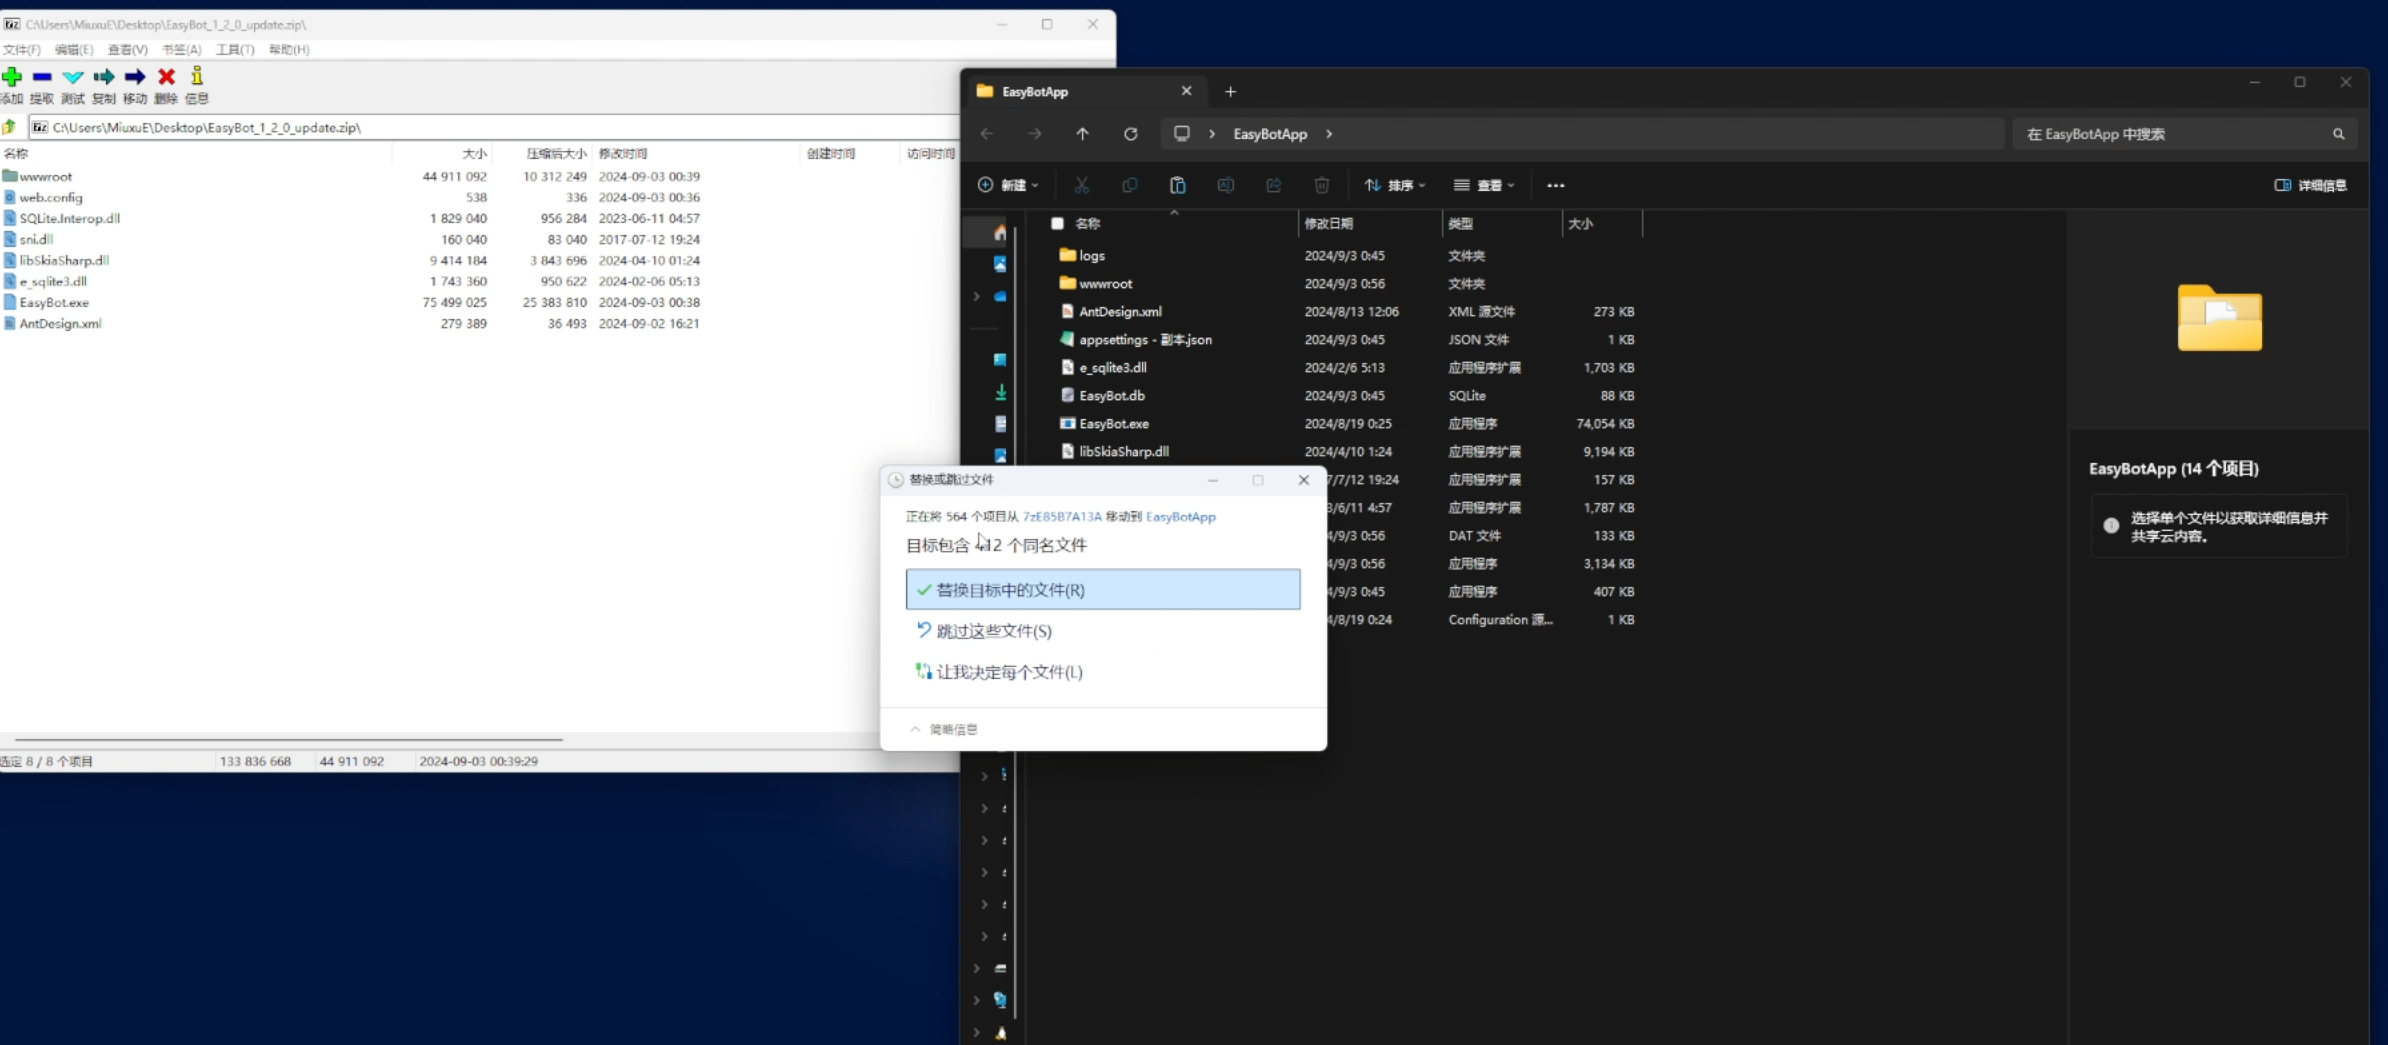 C:\Users\MiuxuE\Desktop\EasyBot_1_2_0_update.zip\
文件(F) 编辑(E) 查看(V) 书签(A) 工具(T) 帮助(H)
添加 提取 测试 复制 移动 删除 信息
C:\Users\MiuxuE\Desktop\EasyBot_1_2_0_update.zip\
名称 大小 压缩后大小 修改时间 创建时间 访问时间
wwwroot 44 911 092 10 312 249 2024-09-03 00:39
web.config 538 336 2024-09-03 00:36
SQLite.Interop.dll 1 829 040 956 284 2023-06-11 04:57
sni.dll 160 040 83 040 2017-07-12 19:24
libSkiaSharp.dll 9 414 184 3 843 696 2024-04-10 01:24
e_sqlite3.dll 1 743 360 950 622 2024-02-06 05:13
EasyBot.exe 75 499 025 25 383 810 2024-09-03 00:38
AntDesign.xml 279 389 36 493 2024-09-02 16:21
选定 8 / 8 个项目 133 836 668 44 911 092 2024-09-03 00:39:29
EasyBotApp
EasyBotApp
在 EasyBotApp 中搜索
新建 排序 查看 详细信息
名称 修改日期 类型 大小
logs 2024/9/3 0:45 文件夹
wwwroot 2024/9/3 0:56 文件夹
AntDesign.xml 2024/8/13 12:06 XML 源文件 273 KB
appsettings - 副本.json 2024/9/3 0:45 JSON 文件 1 KB
e_sqlite3.dll 2024/2/6 5:13 应用程序扩展 1,703 KB
EasyBot.db 2024/9/3 0:45 SQLite 88 KB
EasyBot.exe 2024/8/19 0:25 应用程序 74,054 KB
libSkiaSharp.dll 2024/4/10 1:24 应用程序扩展 9,194 KB
7/7/12 19:24 应用程序扩展 157 KB
3/6/11 4:57 应用程序扩展 1,787 KB
4/9/3 0:56 DAT 文件 133 KB
4/9/3 0:56 应用程序 3,134 KB
4/9/3 0:45 应用程序 407 KB
4/8/19 0:24 Configuration 源... 1 KB
EasyBotApp (14 个项目)
选择单个文件以获取详细信息并
共享云内容。
替换或跳过文件
正在将 564 个项目从 7zE85B7A13A 移动到 EasyBotApp
目标包含 412 个同名文件
替换目标中的文件(R)
跳过这些文件(S)
让我决定每个文件(L)
简略信息